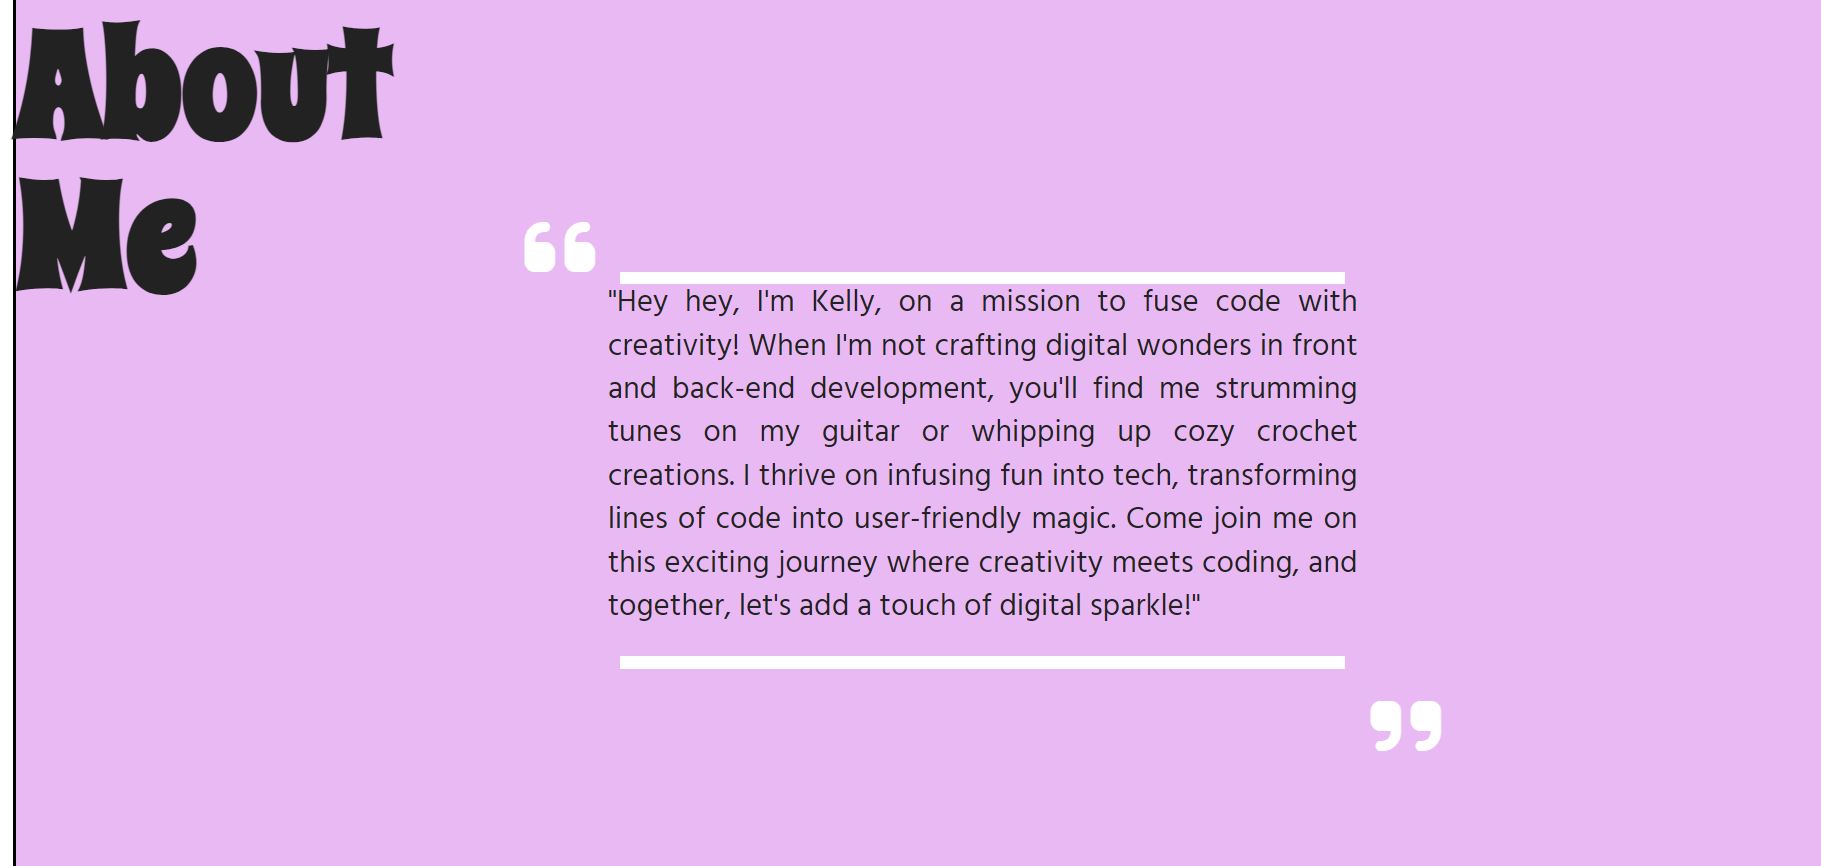 About
Me
"Hey hey, I'm Kelly, on a mission to fuse code with
creativity! When I'm not crafting digital wonders in front
and back-end development, you'll find me strumming
tunes on my guitar or whipping up cozy crochet
creations. I thrive on infusing fun into tech, transforming
lines of code into user-friendly magic. Come join me on
this exciting journey where creativity meets coding, and
together, let's add a touch of digital sparkle!"